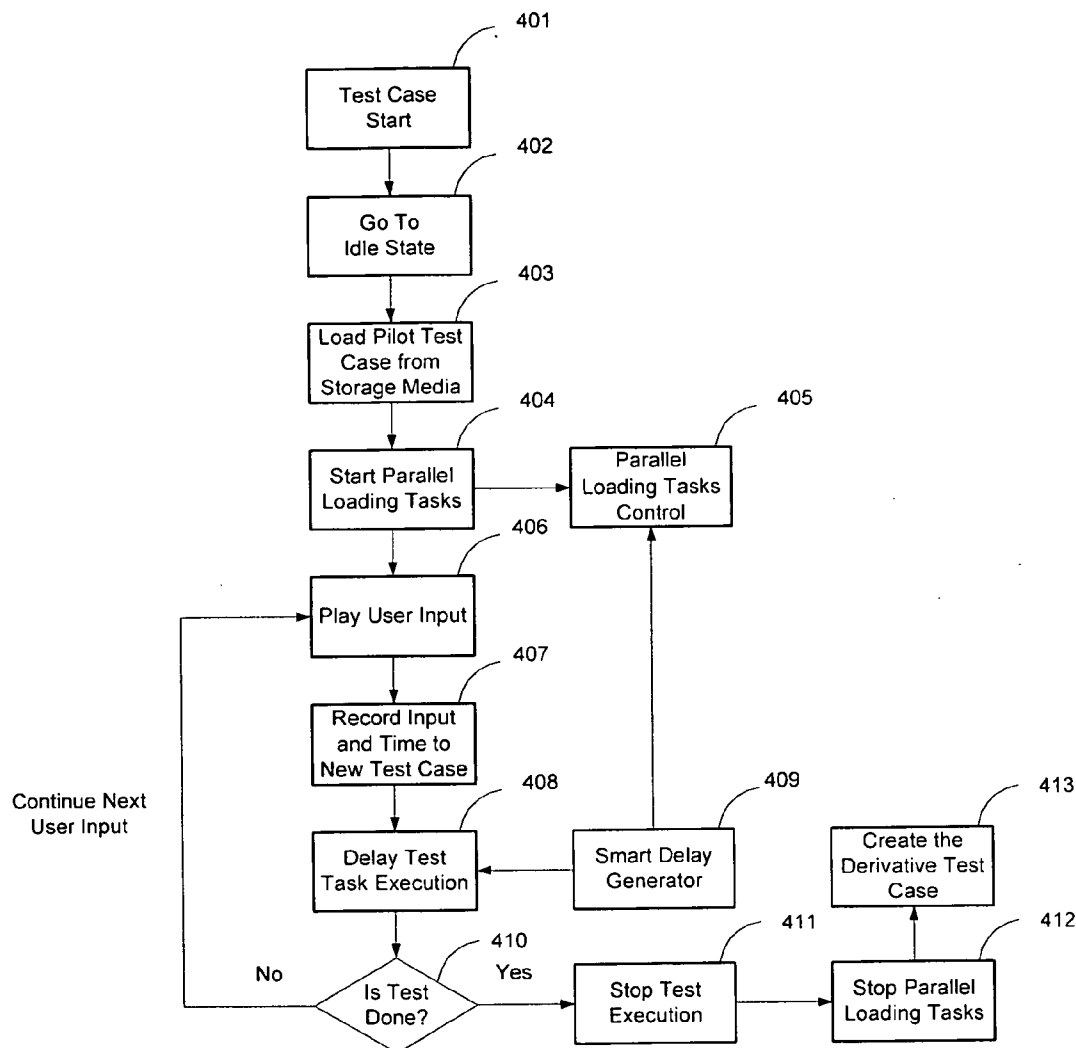 401
Test Case
Start
402
Go To
Idle State
403
Load Pilot Test
Case from
Storage Media
404
Start Parallel
Loading Tasks
405
Parallel
Loading Tasks
Control
406
Play User Input
407
Record Input
and Time to
New Test Case
Continue Next
User Input
408
Delay Test
Task Execution
409
Smart Delay
Generator
413
Create the
Derivative Test
Case
410
No
Is Test
Done?
Yes
411
Stop Test
Execution
412
Stop Parallel
Loading Tasks